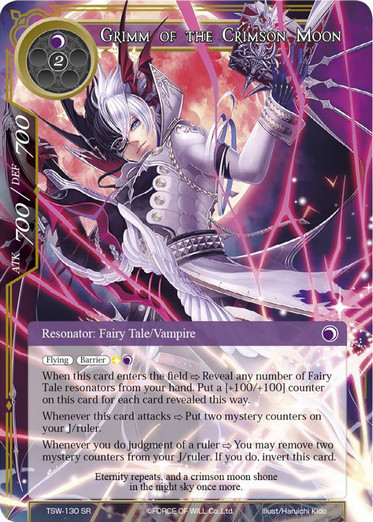 GRIMM OF THE CRIMSON MOON
2
ATK 700 / DEF 700
Resonator: Fairy Tale/Vampire
Flying Barrier
When this card enters the field ⇨ Reveal any number of Fairy
Tale resonators from your hand. Put a [+100/+100] counter
on this card for each card revealed this way.
Whenever this card attacks ⇨ Put two mystery counters on
your J/ruler.
Whenever you do judgment of a ruler ⇨ You may remove two
mystery counters from your J/ruler. If you do, invert this card.
Eternity repeats, and a crimson moon shone
in the night sky once more.
TSW-130 SR ©FORCE OF WILL Co.,Ltd. Illust/Haruichi Kido